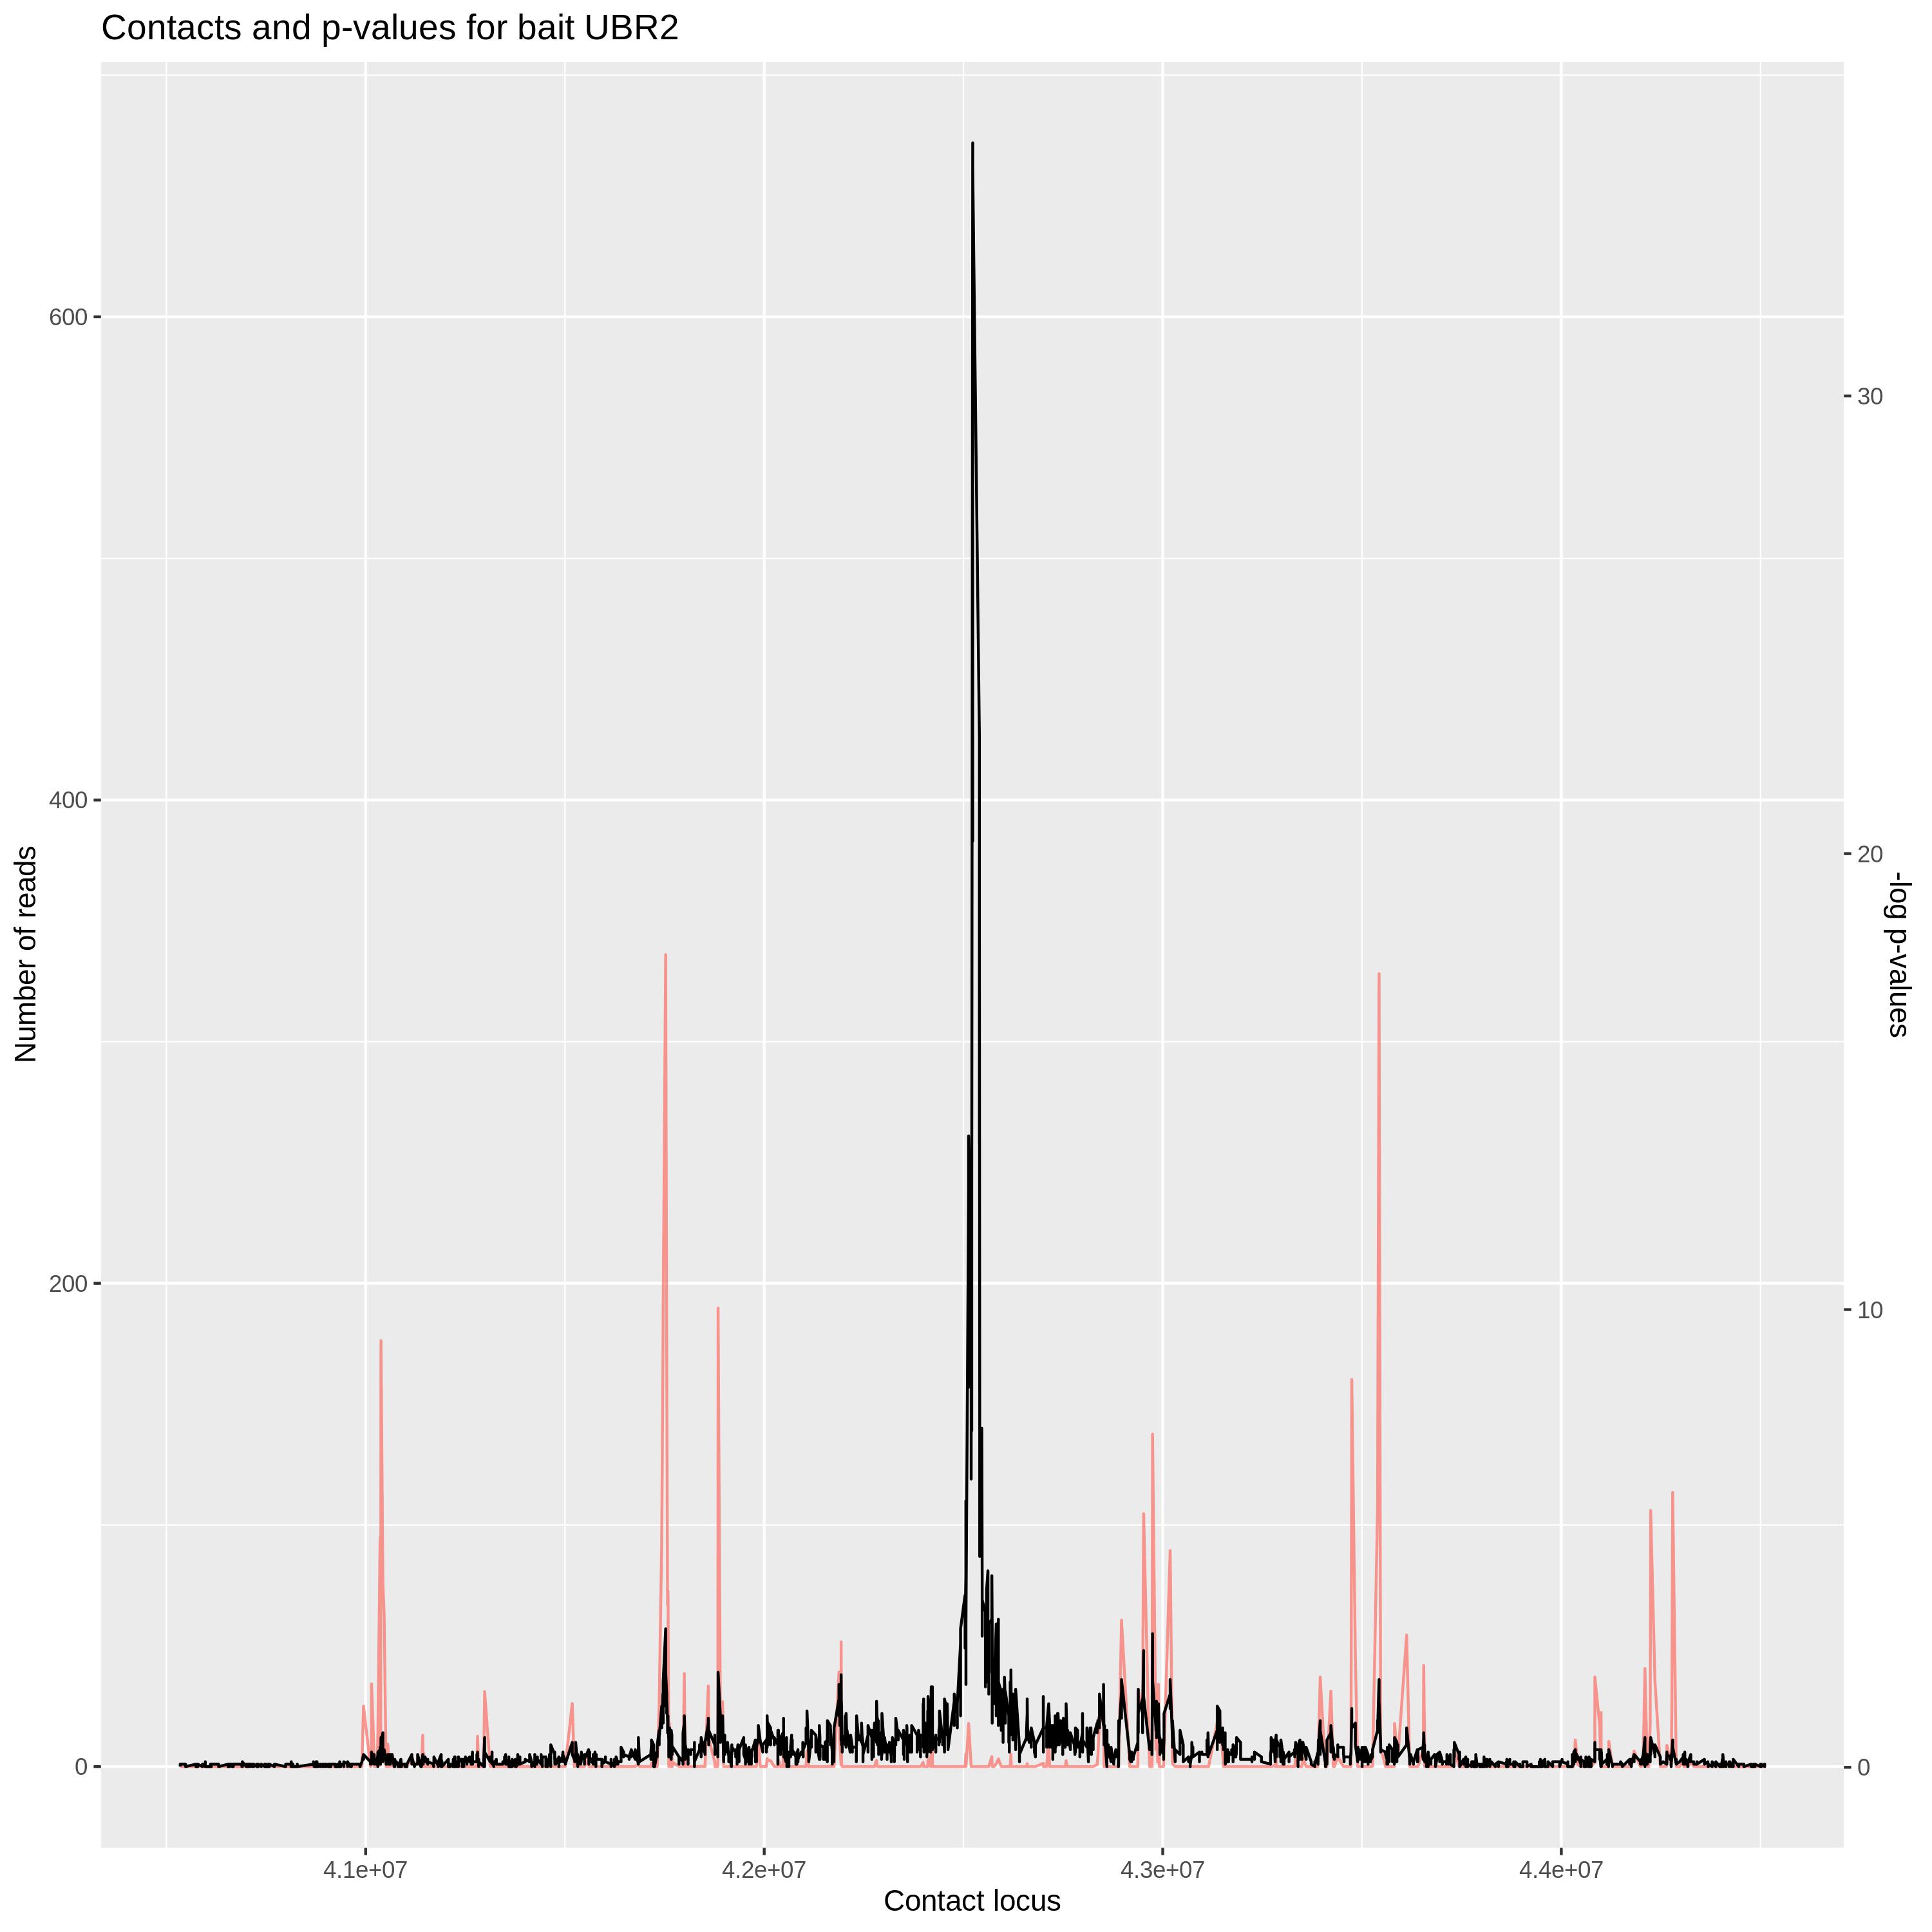 Contacts and p-values for bait UBR2
600
400
200
0
30
20
10
0
Number of reads
-log p-values
4.1e+07 4.2e+07 4.3e+07 4.4e+07
Contact locus